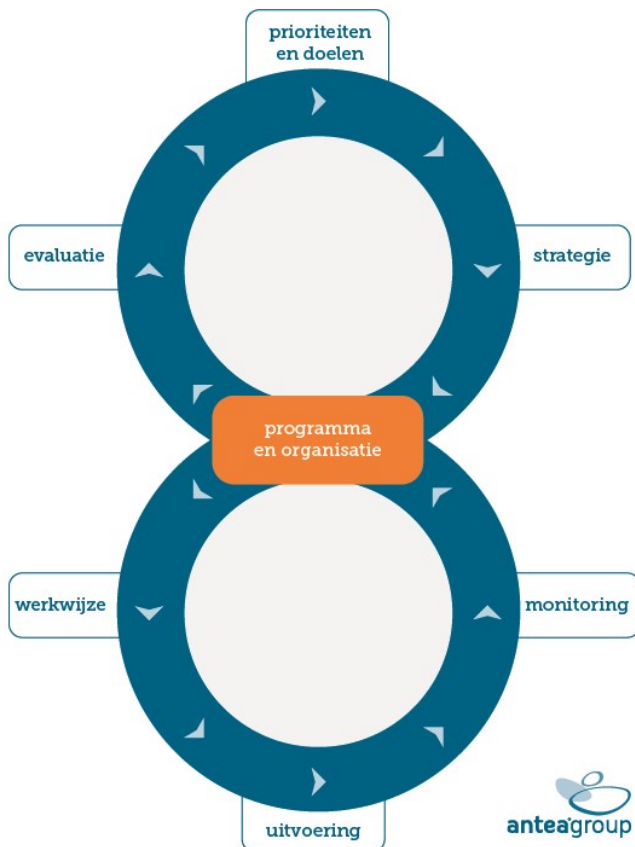 prioriteiten
en doelen
evaluatie
strategie
programma
en organisatie
werkwijze
monitoring
uitvoering
anteagroup